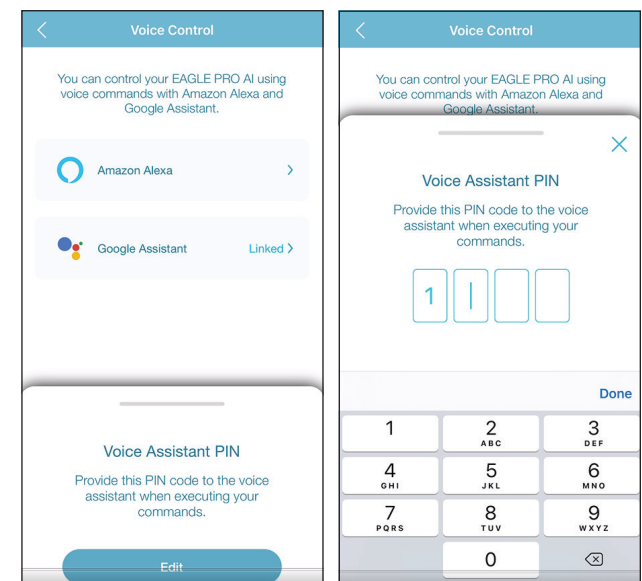 Voice Control
You can control your EAGLE PRO AI using
voice commands with Amazon Alexa and
Google Assistant.
Amazon Alexa
Google Assistant
Linked
Voice Assistant PIN
Provide this PIN code to the voice
assistant when executing your
commands.
Edit
Voice Control
You can control your EAGLE PRO AI using
voice commands with Amazon Alexa and
Google Assistant.
Voice Assistant PIN
Provide this PIN code to the voice
assistant when executing your
commands.
1
Done
1 2 3
ABC DEF
4 5 6
GHI JKL MNO
7 8 9
PQRS TUV WXYZ
0